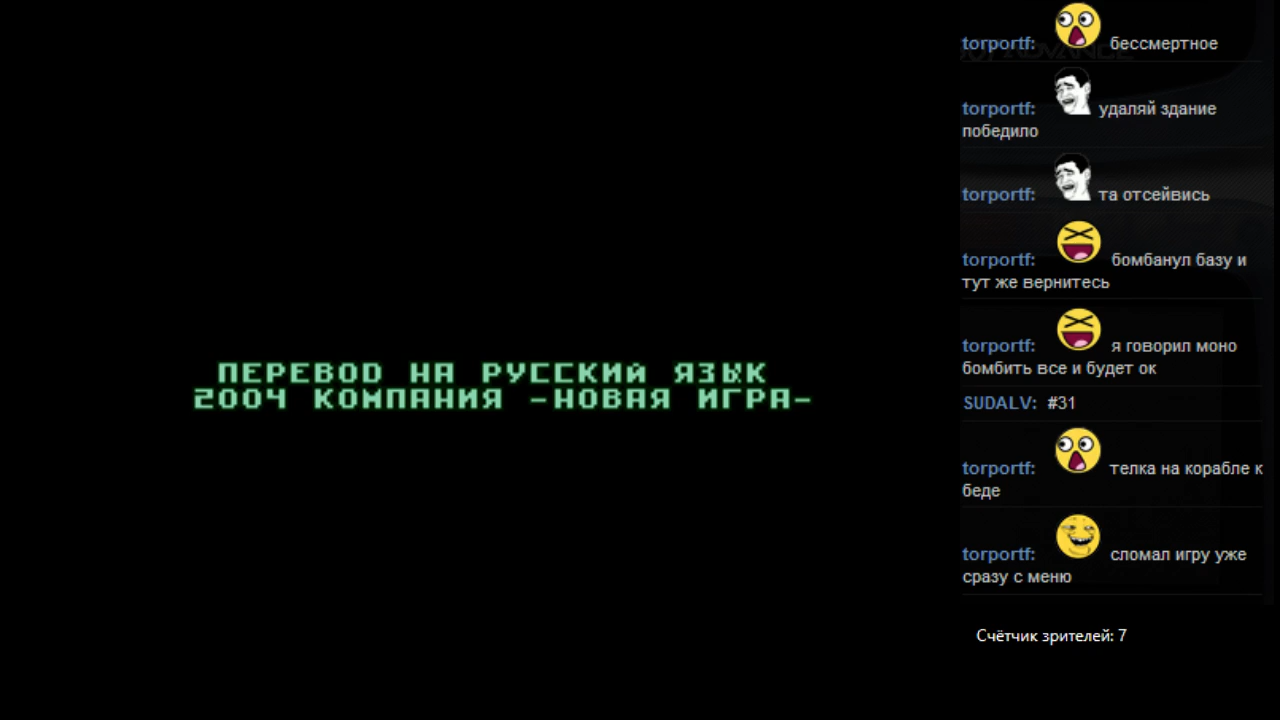 ПЕРЕВОД НА РУССКИЙ ЯЗЫК
2004 КОМПАНИЯ -НОВАЯ ИГРА-
torportf: бессмертное
ADVANCE
torportf: удаляй здание
победило
torportf: та отсейвись
torportf: бомбанул базу и
тут же вернитесь
torportf: я говорил моно
бомбить все и будет ок
SUDALV: #31
torportf: телка на корабле к
беде
torportf: сломал игру уже
сразу с меню
Счётчик зрителей: 7